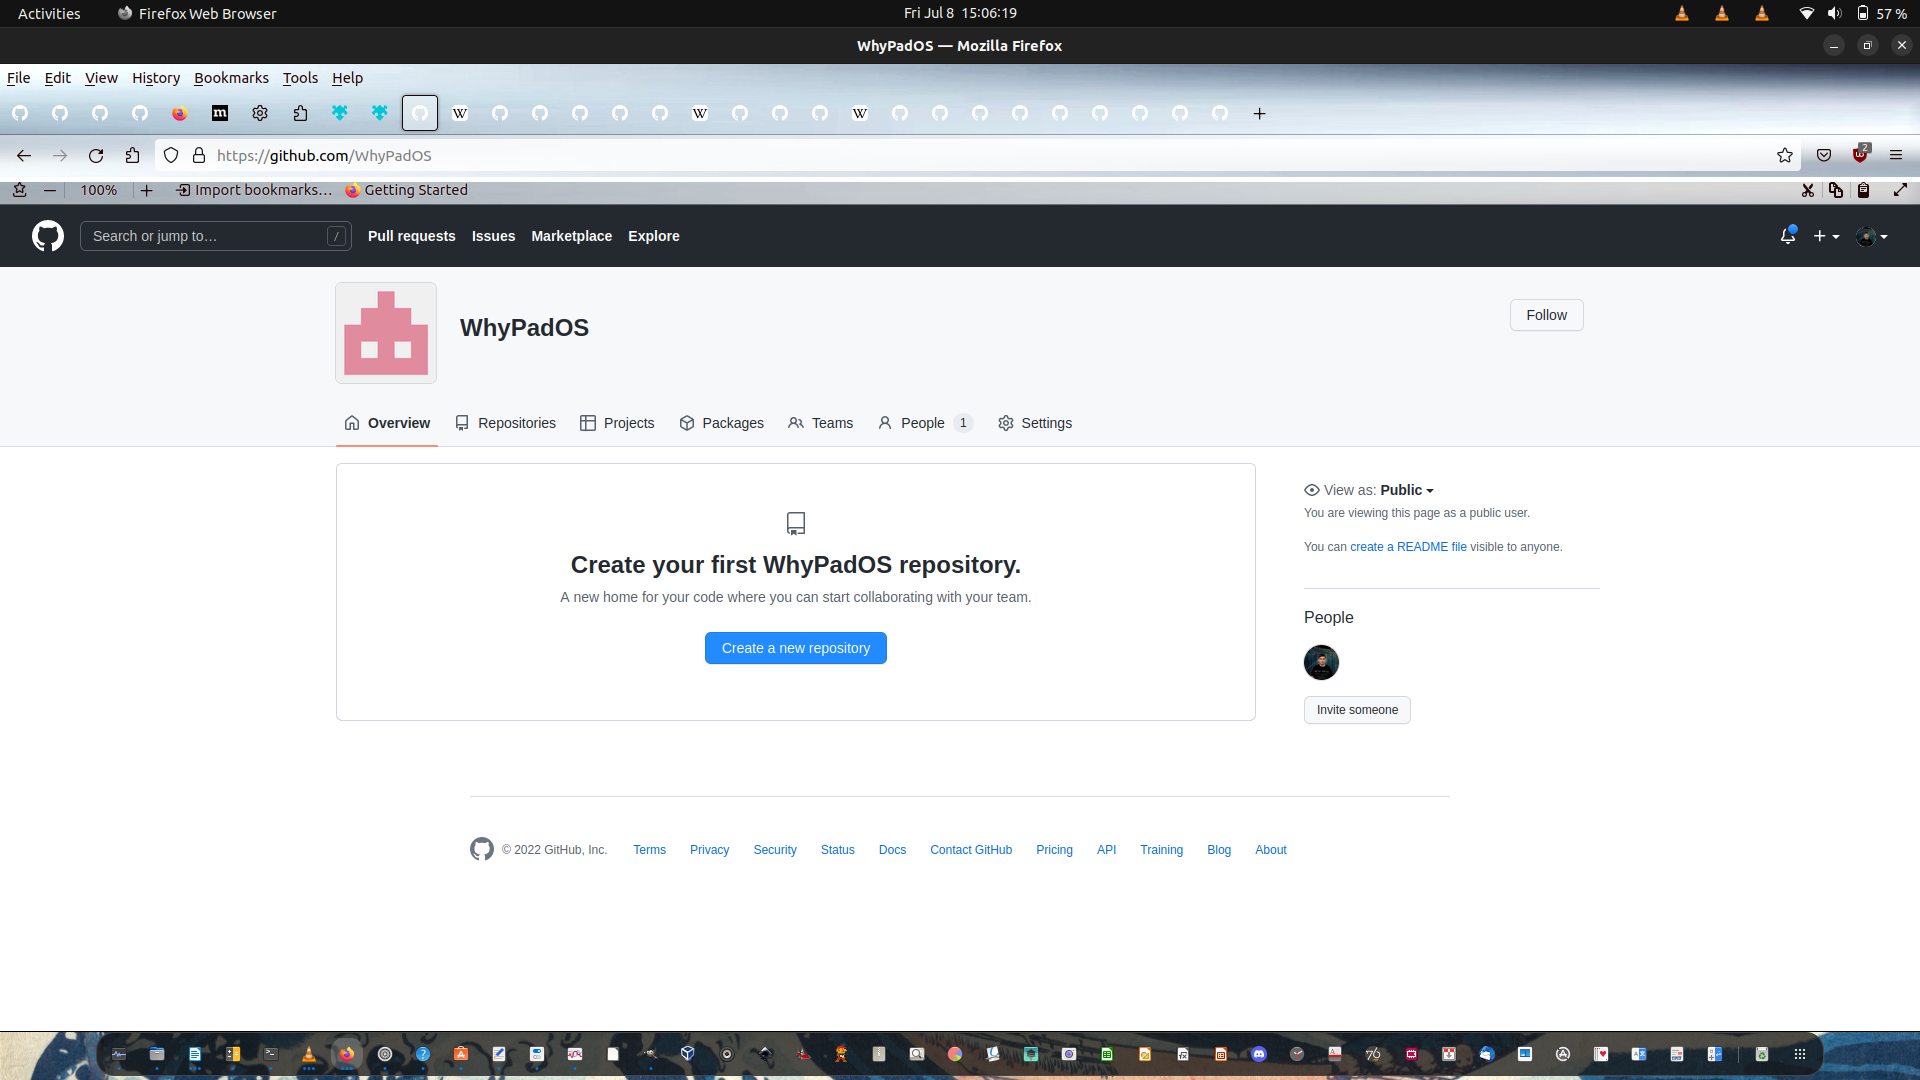 Activities Firefox Web Browser Fri Jul 8 15:06:19 57 %
WhyPadOS — Mozilla Firefox
File Edit View History Bookmarks Tools Help
m W W W
https://github.com/WhyPadOS 2
100% Import bookmarks… Getting Started
Search or jump to… / Pull requests Issues Marketplace Explore
WhyPadOS
Follow
Overview Repositories Projects Packages Teams People 1 Settings
View as: Public
You are viewing this page as a public user.
You can create a README file visible to anyone.
Create your first WhyPadOS repository.
A new home for your code where you can start collaborating with your team.
Create a new repository
People
Invite someone
© 2022 GitHub, Inc. Terms Privacy Security Status Docs Contact GitHub Pricing API Training Blog About